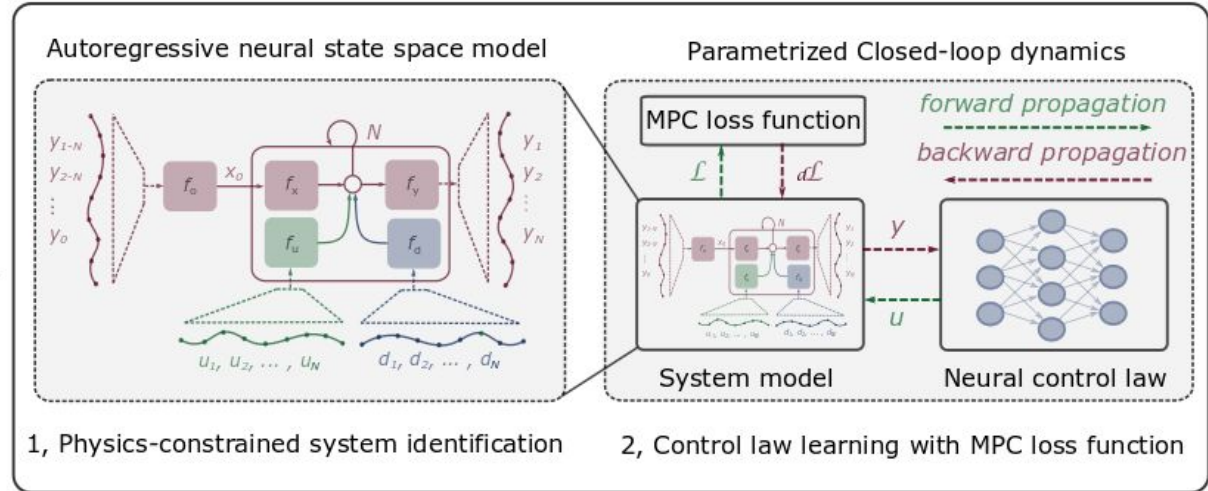 Autoregressive neural state space model
y1-N
y2-N
...
y0
fo
xo
N
fx
fy
fu
fd
y1
y2
...
yN
u1, u2, ... , uN
d1, d2, ... , dN
1, Physics-constrained system identification
Parametrized Closed-loop dynamics
MPC loss function
forward propagation
backward propagation
ℒ
dℒ
y
u
System model
Neural control law
2, Control law learning with MPC loss function